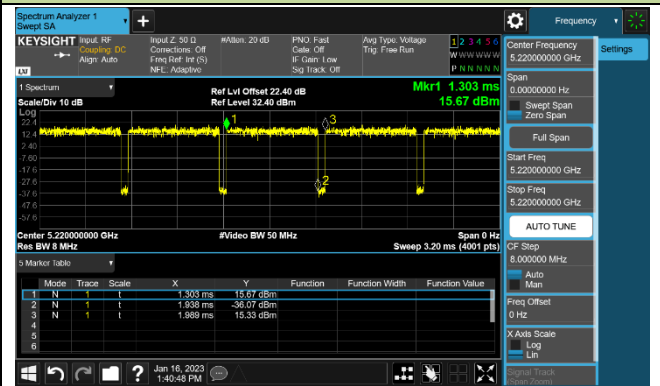 Spectrum Analyzer 1
Swept SA
Frequency
KEYSIGHT
Input: RF
Coupling: DC
Align: Auto
Input Z: 50 Ω
Corrections: Off
Freq Ref: Int (S)
NFE: Adaptive
#Atten: 20 dB
PNO: Fast
Gate: Off
IF Gain: Low
Sig Track: Off
Avg Type: Voltage
Trig: Free Run
1 2 3 4 5 6
W W W W W W
P N N N N N
LXI
Center Frequency
5.220000000 GHz
Settings
Span
0.00000000 Hz
Swept Span
Zero Span
Full Span
Start Freq
5.220000000 GHz
Stop Freq
5.220000000 GHz
AUTO TUNE
CF Step
8.000000 MHz
Auto
Man
Freq Offset
0 Hz
X Axis Scale
Log
Lin
Signal Track
(Span Zoom)
1 Spectrum
Scale/Div 10 dB
Ref Lvl Offset 22.40 dB
Ref Level 32.40 dBm
Mkr1 1.303 ms
15.67 dBm
Log
22.4
12.4
2.40
-7.60
-17.6
-27.6
-37.6
-47.6
-57.6
1
3
2
Center 5.220000000 GHz
Res BW 8 MHz
#Video BW 50 MHz
Span 0 Hz
Sweep 3.20 ms (4001 pts)
5 Marker Table
Mode Trace Scale X Y Function Function Width Function Value
1 N 1 t 1.303 ms 15.67 dBm
2 N 1 t 1.938 ms -36.07 dBm
3 N 1 t 1.989 ms 15.33 dBm
4
5
6
?
Jan 16, 2023
1:40:48 PM